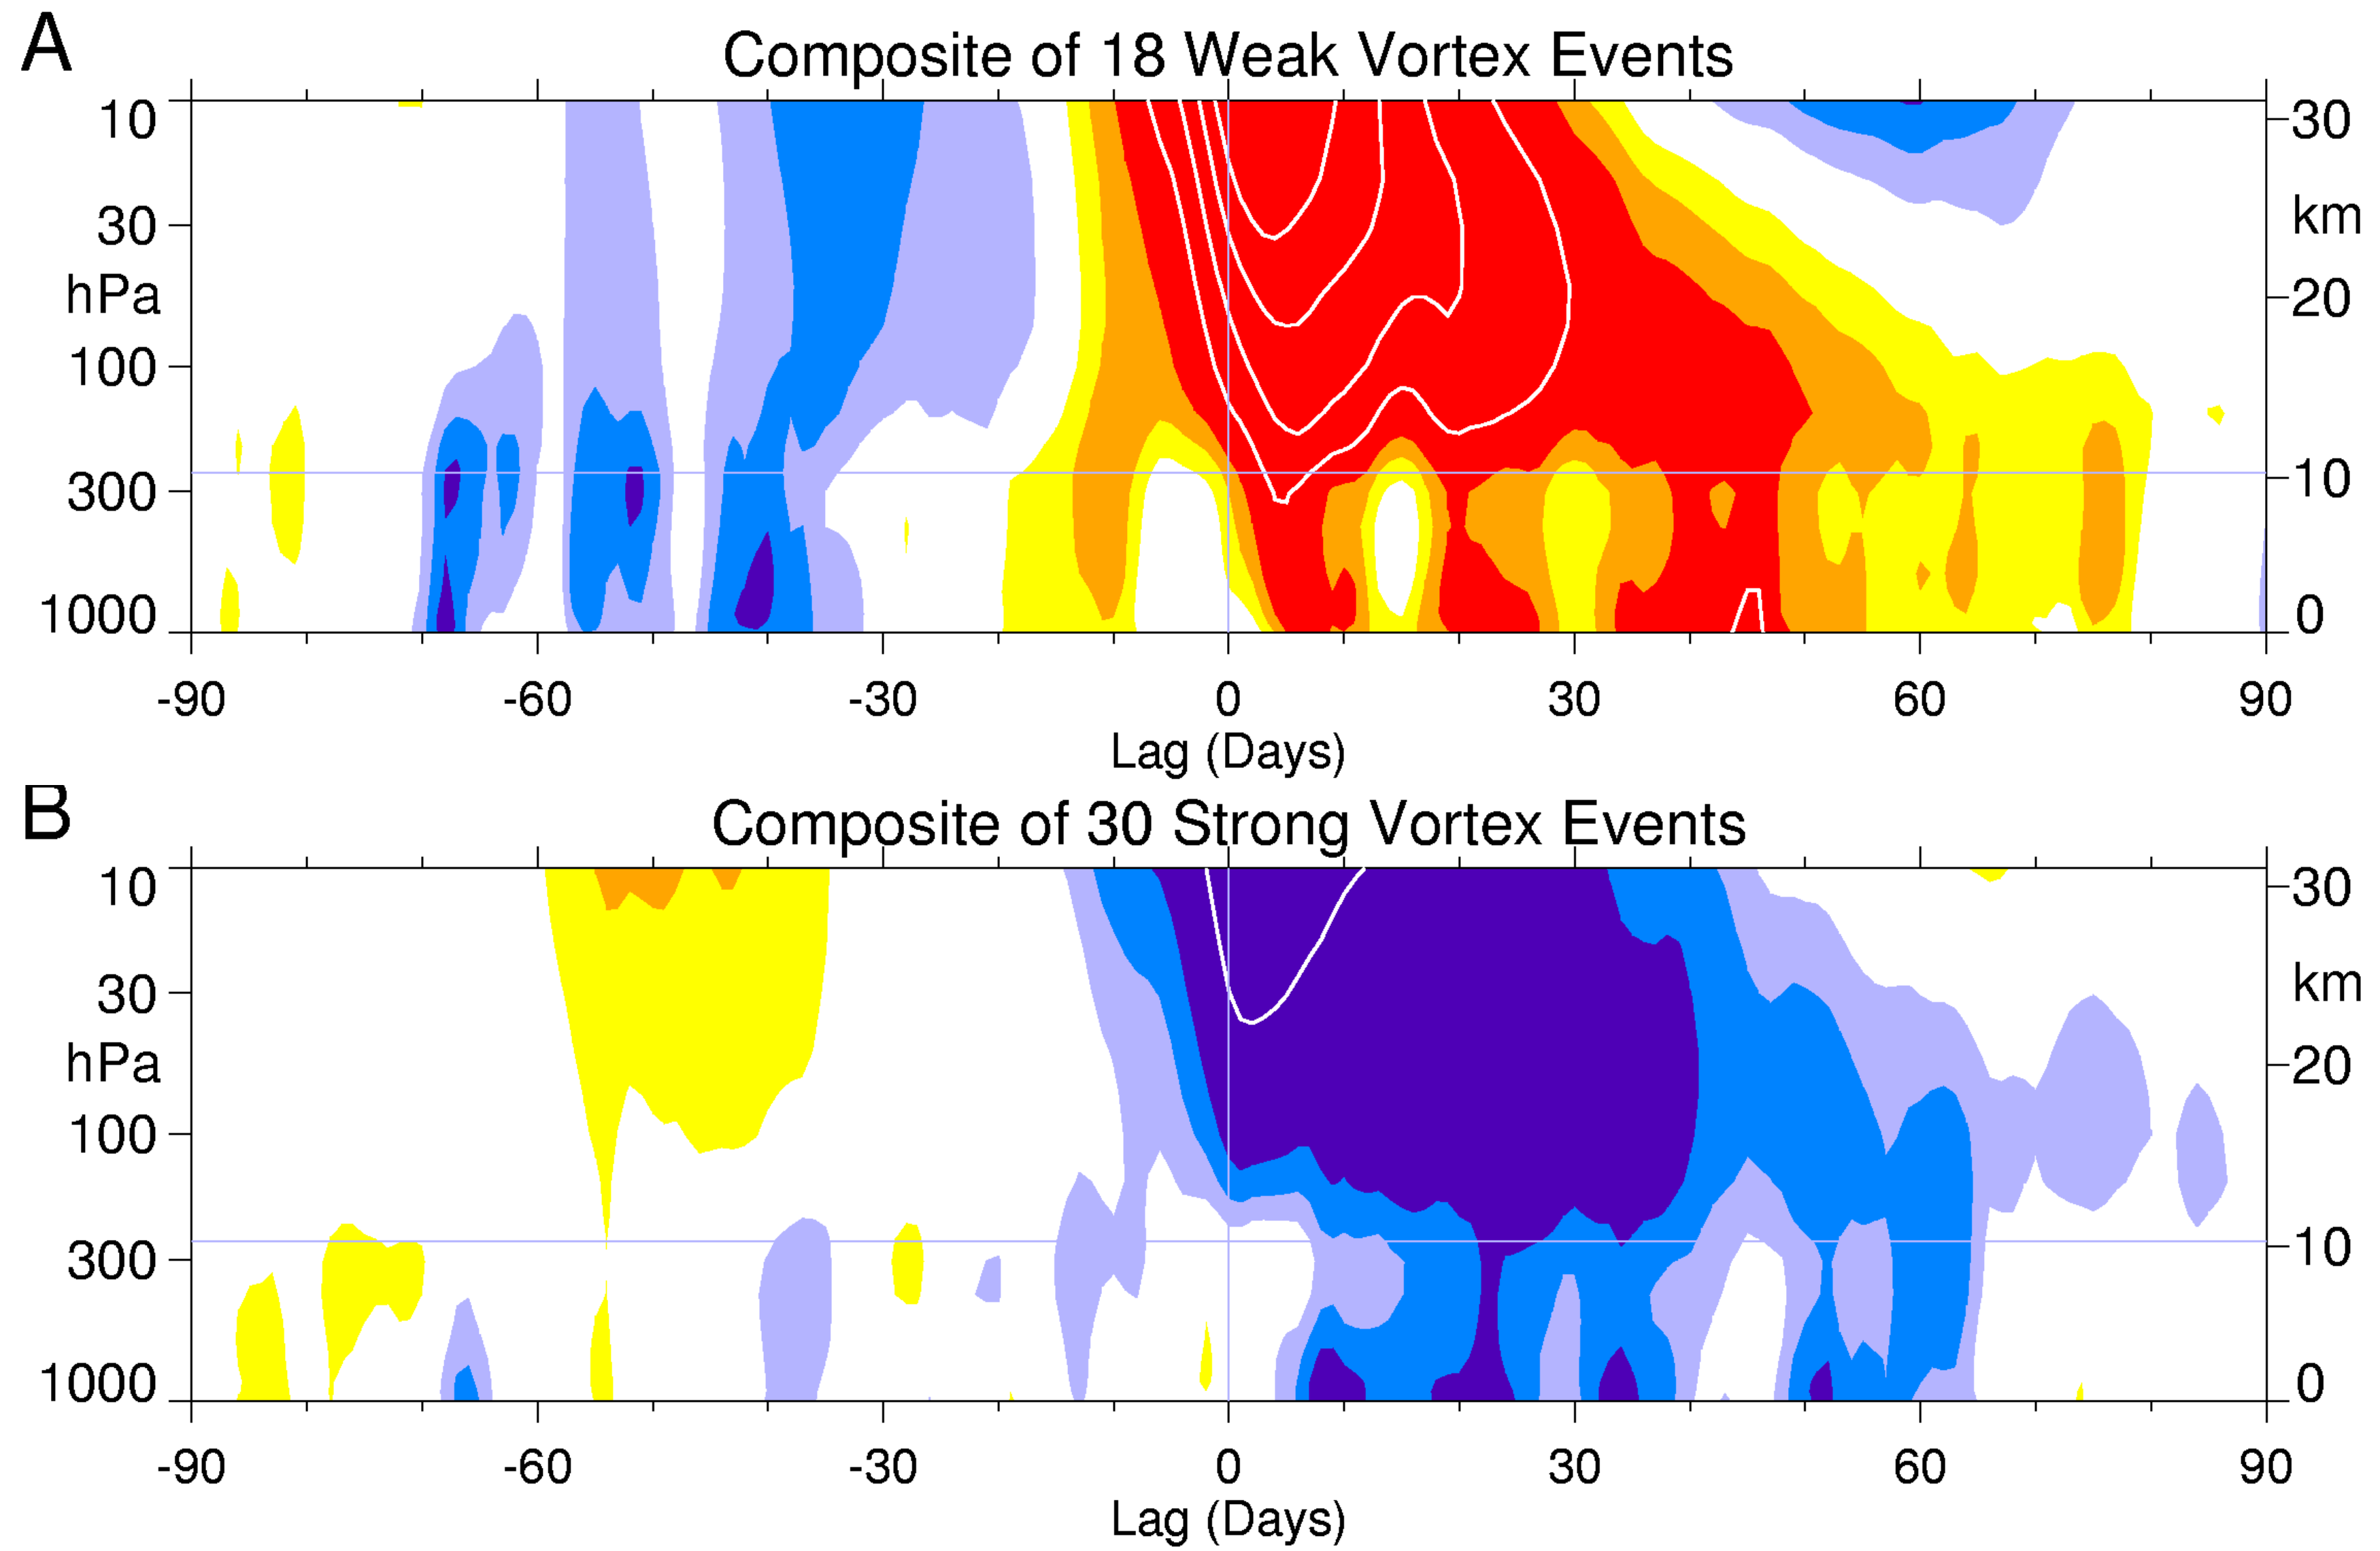 A
Composite of 18 Weak Vortex Events
10
30
hPa
100
300
1000
30
km
20
10
0
-90 -60 -30 0 30 60 90
Lag (Days)
B
Composite of 30 Strong Vortex Events
10
30
hPa
100
300
1000
30
km
20
10
0
-90 -60 -30 0 30 60 90
Lag (Days)